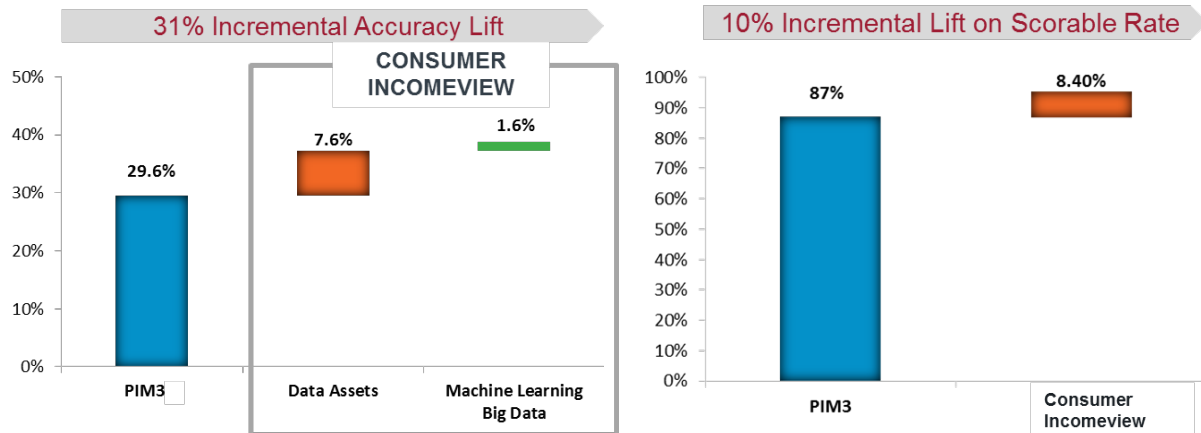 31% Incremental Accuracy Lift
CONSUMER
INCOMEVIEW
50%
40%
30%
20%
10%
0%
29.6%
7.6%
1.6%
PIM3
Data Assets
Machine Learning
Big Data
10% Incremental Lift on Scorable Rate
100%
90%
80%
70%
60%
50%
40%
30%
20%
10%
0%
87%
8.40%
PIM3
Consumer
Incomeview